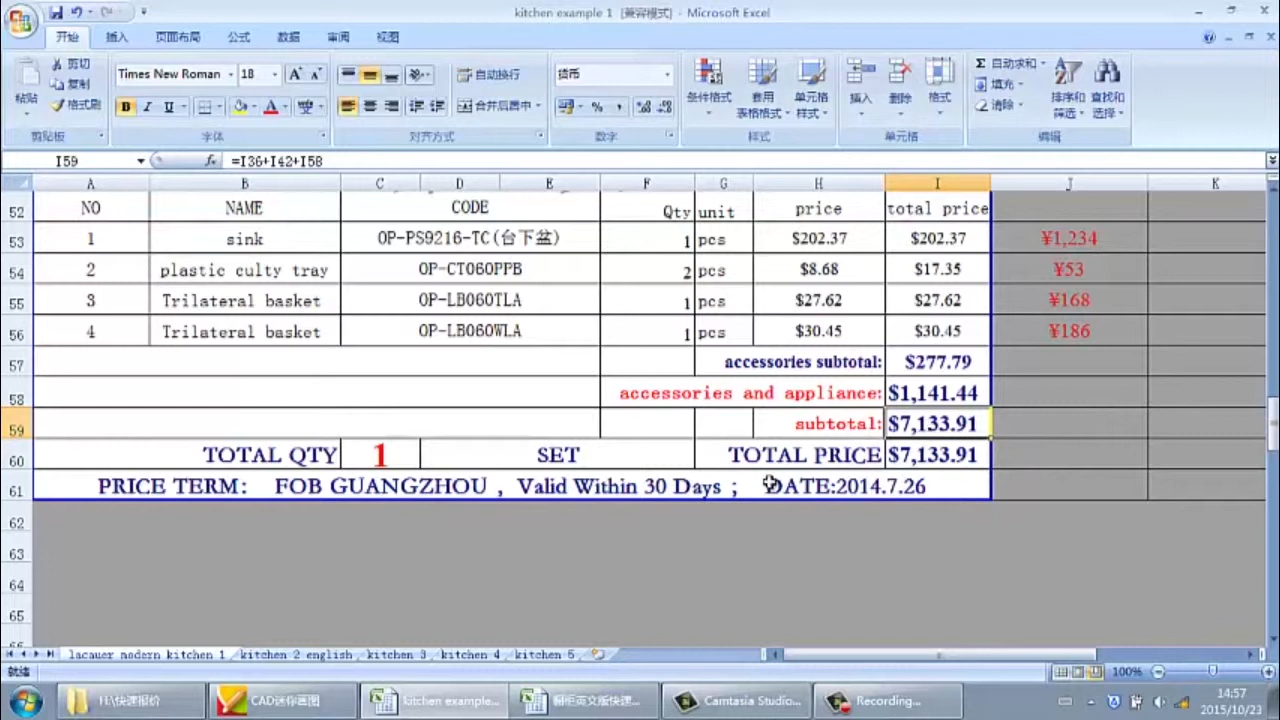 kitchen example 1 [兼容模式] - Microsoft Excel
开始 插入 页面布局 公式 数据 审阅 视图
粘贴 剪切 复制 格式刷 剪贴板
Times New Roman 18
B I U 字体
自动换行
合并后居中 对齐方式
货币
% , 数字
条件格式 套用表格格式 单元格样式 样式
插入 删除 格式 单元格
Σ 自动求和 填充 清除 排序和筛选 查找和选择 编辑
I59 fx =I36+I42+I58
A B C D E F G H I J K
52 NO NAME CODE Qty unit price total price
53 1 sink OP-PS9216-TC(台下盆) 1 pcs $202.37 $202.37 ¥1,234
54 2 plastic culty tray OP-CT060PPB 2 pcs $8.68 $17.35 ¥53
55 3 Trilateral basket OP-LB060TLA 1 pcs $27.62 $27.62 ¥168
56 4 Trilateral basket OP-LB060WLA 1 pcs $30.45 $30.45 ¥186
57 accessories subtotal: $277.79
58 accessories and appliance: $1,141.44
59 subtotal: $7,133.91
60 TOTAL QTY 1 SET TOTAL PRICE $7,133.91
61 PRICE TERM: FOB GUANGZHOU , Valid Within 30 Days ; DATE:2014.7.26
62
63
64
65
lacauer modern kitchen 1 kitchen 2 english kitchen 3 kitchen 4 kitchen 5
就绪 100%
H:\快速报价 CAD迷你画图 kitchen example... 橱柜英文版快速... Camtasia Studio... Recording... 14:57
2015/10/23